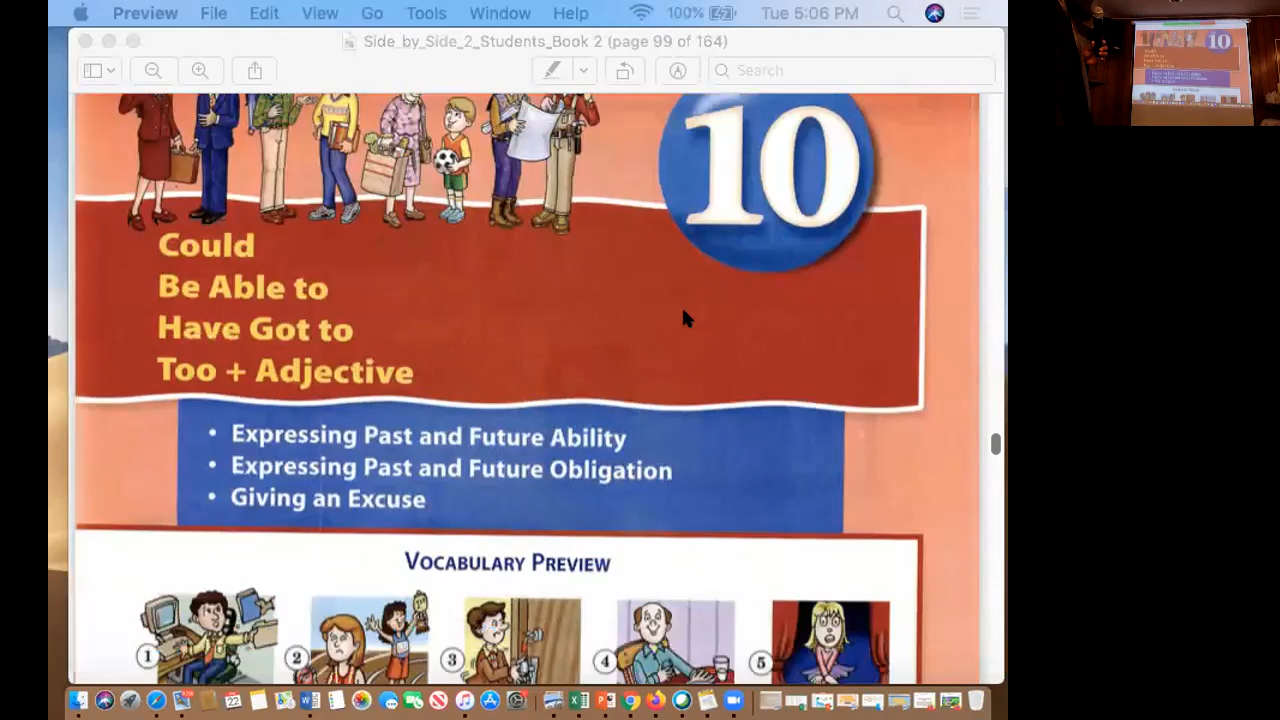 Preview File Edit View Go Tools Window Help 100% Tue 5:06 PM
Side_by_Side_2_Students_Book 2 (page 99 of 164)
Search
10
Could
Be Able to
Have Got to
Too + Adjective
• Expressing Past and Future Ability
• Expressing Past and Future Obligation
• Giving an Excuse
VOCABULARY PREVIEW
1 2 3 4 5
10